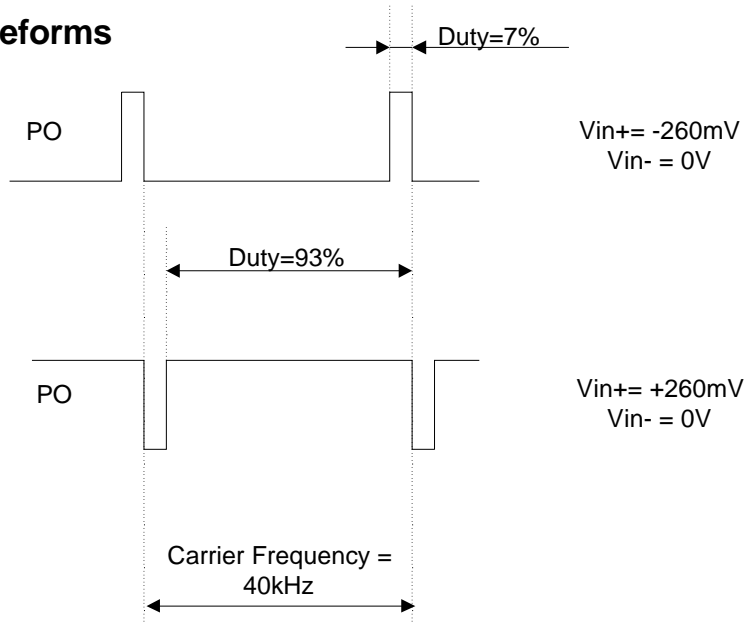 eforms
Duty=7%
PO
Vin+= -260mV
Vin- = 0V
Duty=93%
PO
Vin+= +260mV
Vin- = 0V
Carrier Frequency =
40kHz